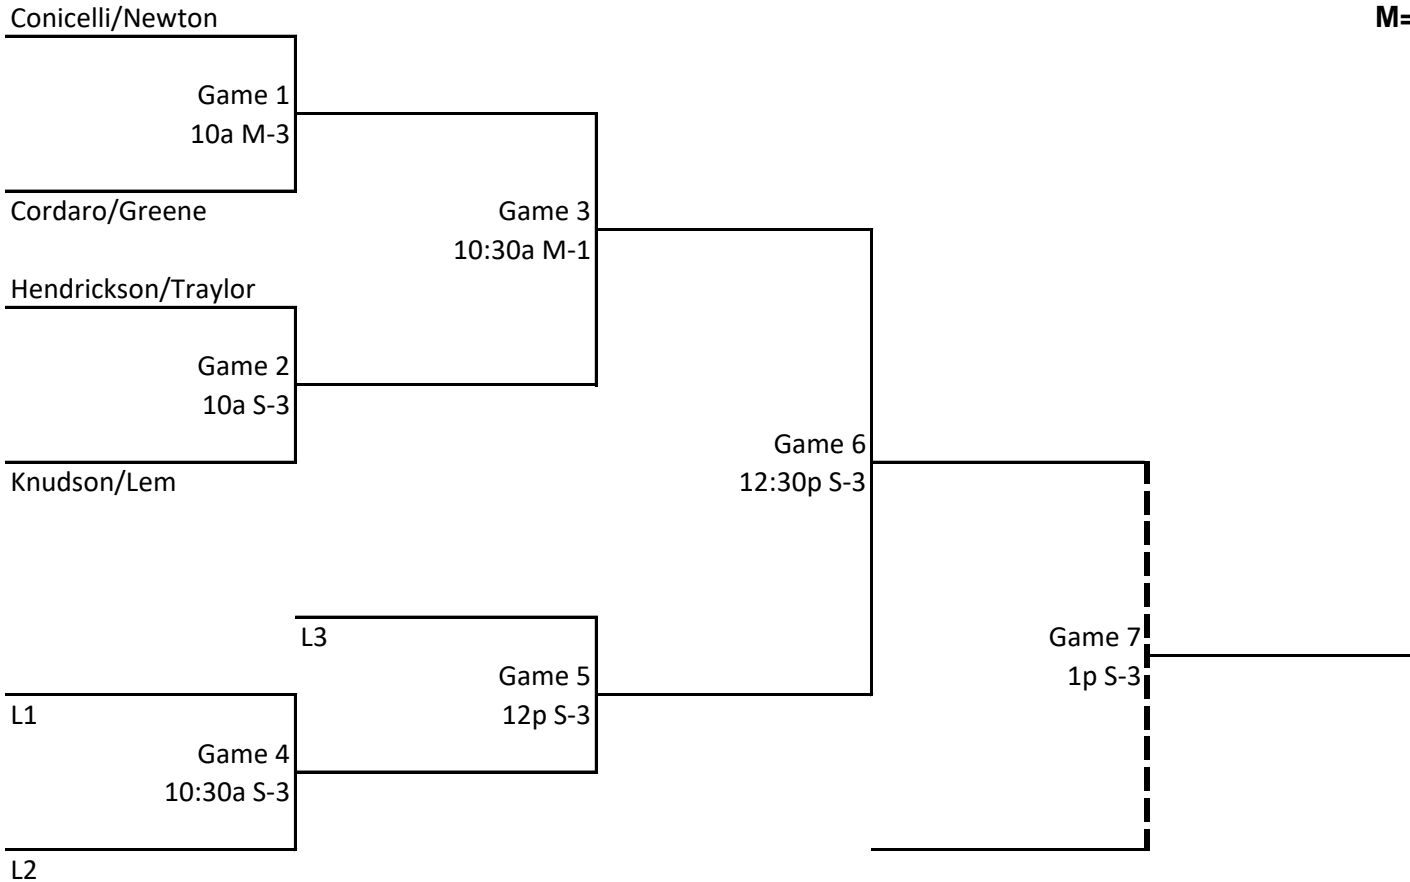 Conicelli/Newton
M=
Game 1
10a M-3
Cordaro/Greene
Game 3
10:30a M-1
Hendrickson/Traylor
Game 2
10a S-3
Game 6
12:30p S-3
Knudson/Lem
L3
Game 7
1p S-3
Game 5
12p S-3
L1
Game 4
10:30a S-3
L2